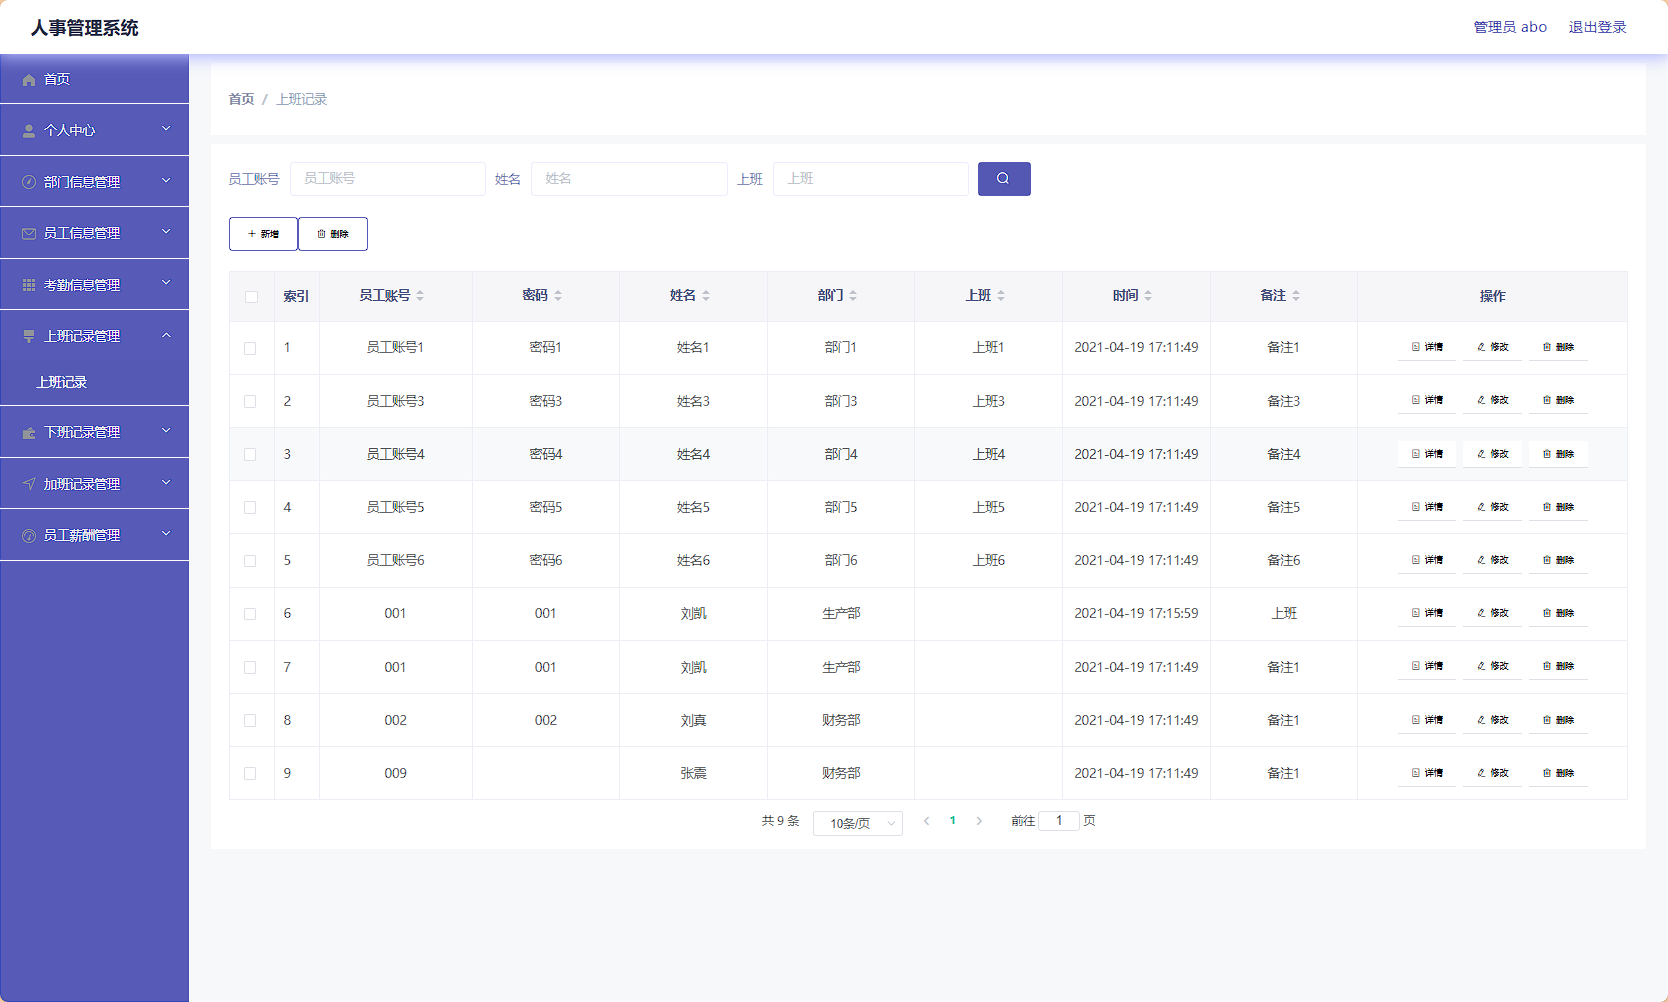 人事管理系统
管理员 abo 退出登录
首页
个人中心
部门信息管理
员工信息管理
考勤信息管理
上班记录管理
上班记录
下班记录管理
加班记录管理
员工薪酬管理
首页 / 上班记录
员工账号 员工账号 姓名 姓名 上班 上班
新增 删除
索引 员工账号 密码 姓名 部门 上班 时间 备注 操作
1 员工账号1 密码1 姓名1 部门1 上班1 2021-04-19 17:11:49 备注1 详情 修改 删除
2 员工账号3 密码3 姓名3 部门3 上班3 2021-04-19 17:11:49 备注3 详情 修改 删除
3 员工账号4 密码4 姓名4 部门4 上班4 2021-04-19 17:11:49 备注4 详情 修改 删除
4 员工账号5 密码5 姓名5 部门5 上班5 2021-04-19 17:11:49 备注5 详情 修改 删除
5 员工账号6 密码6 姓名6 部门6 上班6 2021-04-19 17:11:49 备注6 详情 修改 删除
6 001 001 刘凯 生产部 2021-04-19 17:15:59 上班 详情 修改 删除
7 001 001 刘凯 生产部 2021-04-19 17:11:49 备注1 详情 修改 删除
8 002 002 刘真 财务部 2021-04-19 17:11:49 备注1 详情 修改 删除
9 009 张震 财务部 2021-04-19 17:11:49 备注1 详情 修改 删除
共 9 条 10条/页 1 前往 1 页